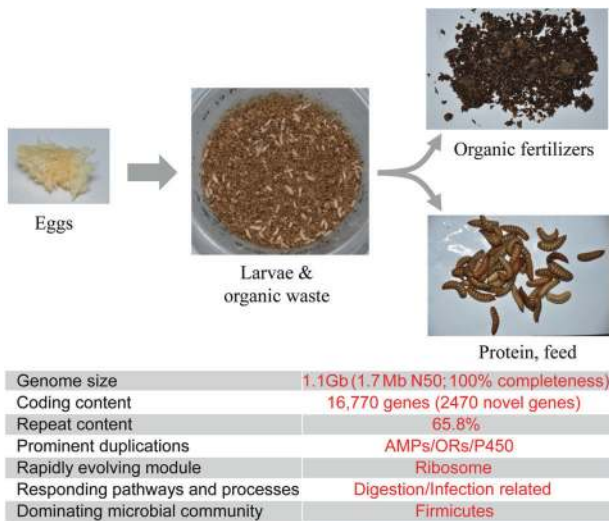 Eggs
Larvae &
organic waste
Organic fertilizers
Protein, feed
Genome size 1.1Gb (1.7 Mb N50; 100% completeness)
Coding content 16,770 genes (2470 novel genes)
Repeat content 65.8%
Prominent duplications AMPs/ORs/P450
Rapidly evolving module Ribosome
Responding pathways and processes Digestion/Infection related
Dominating microbial community Firmicutes